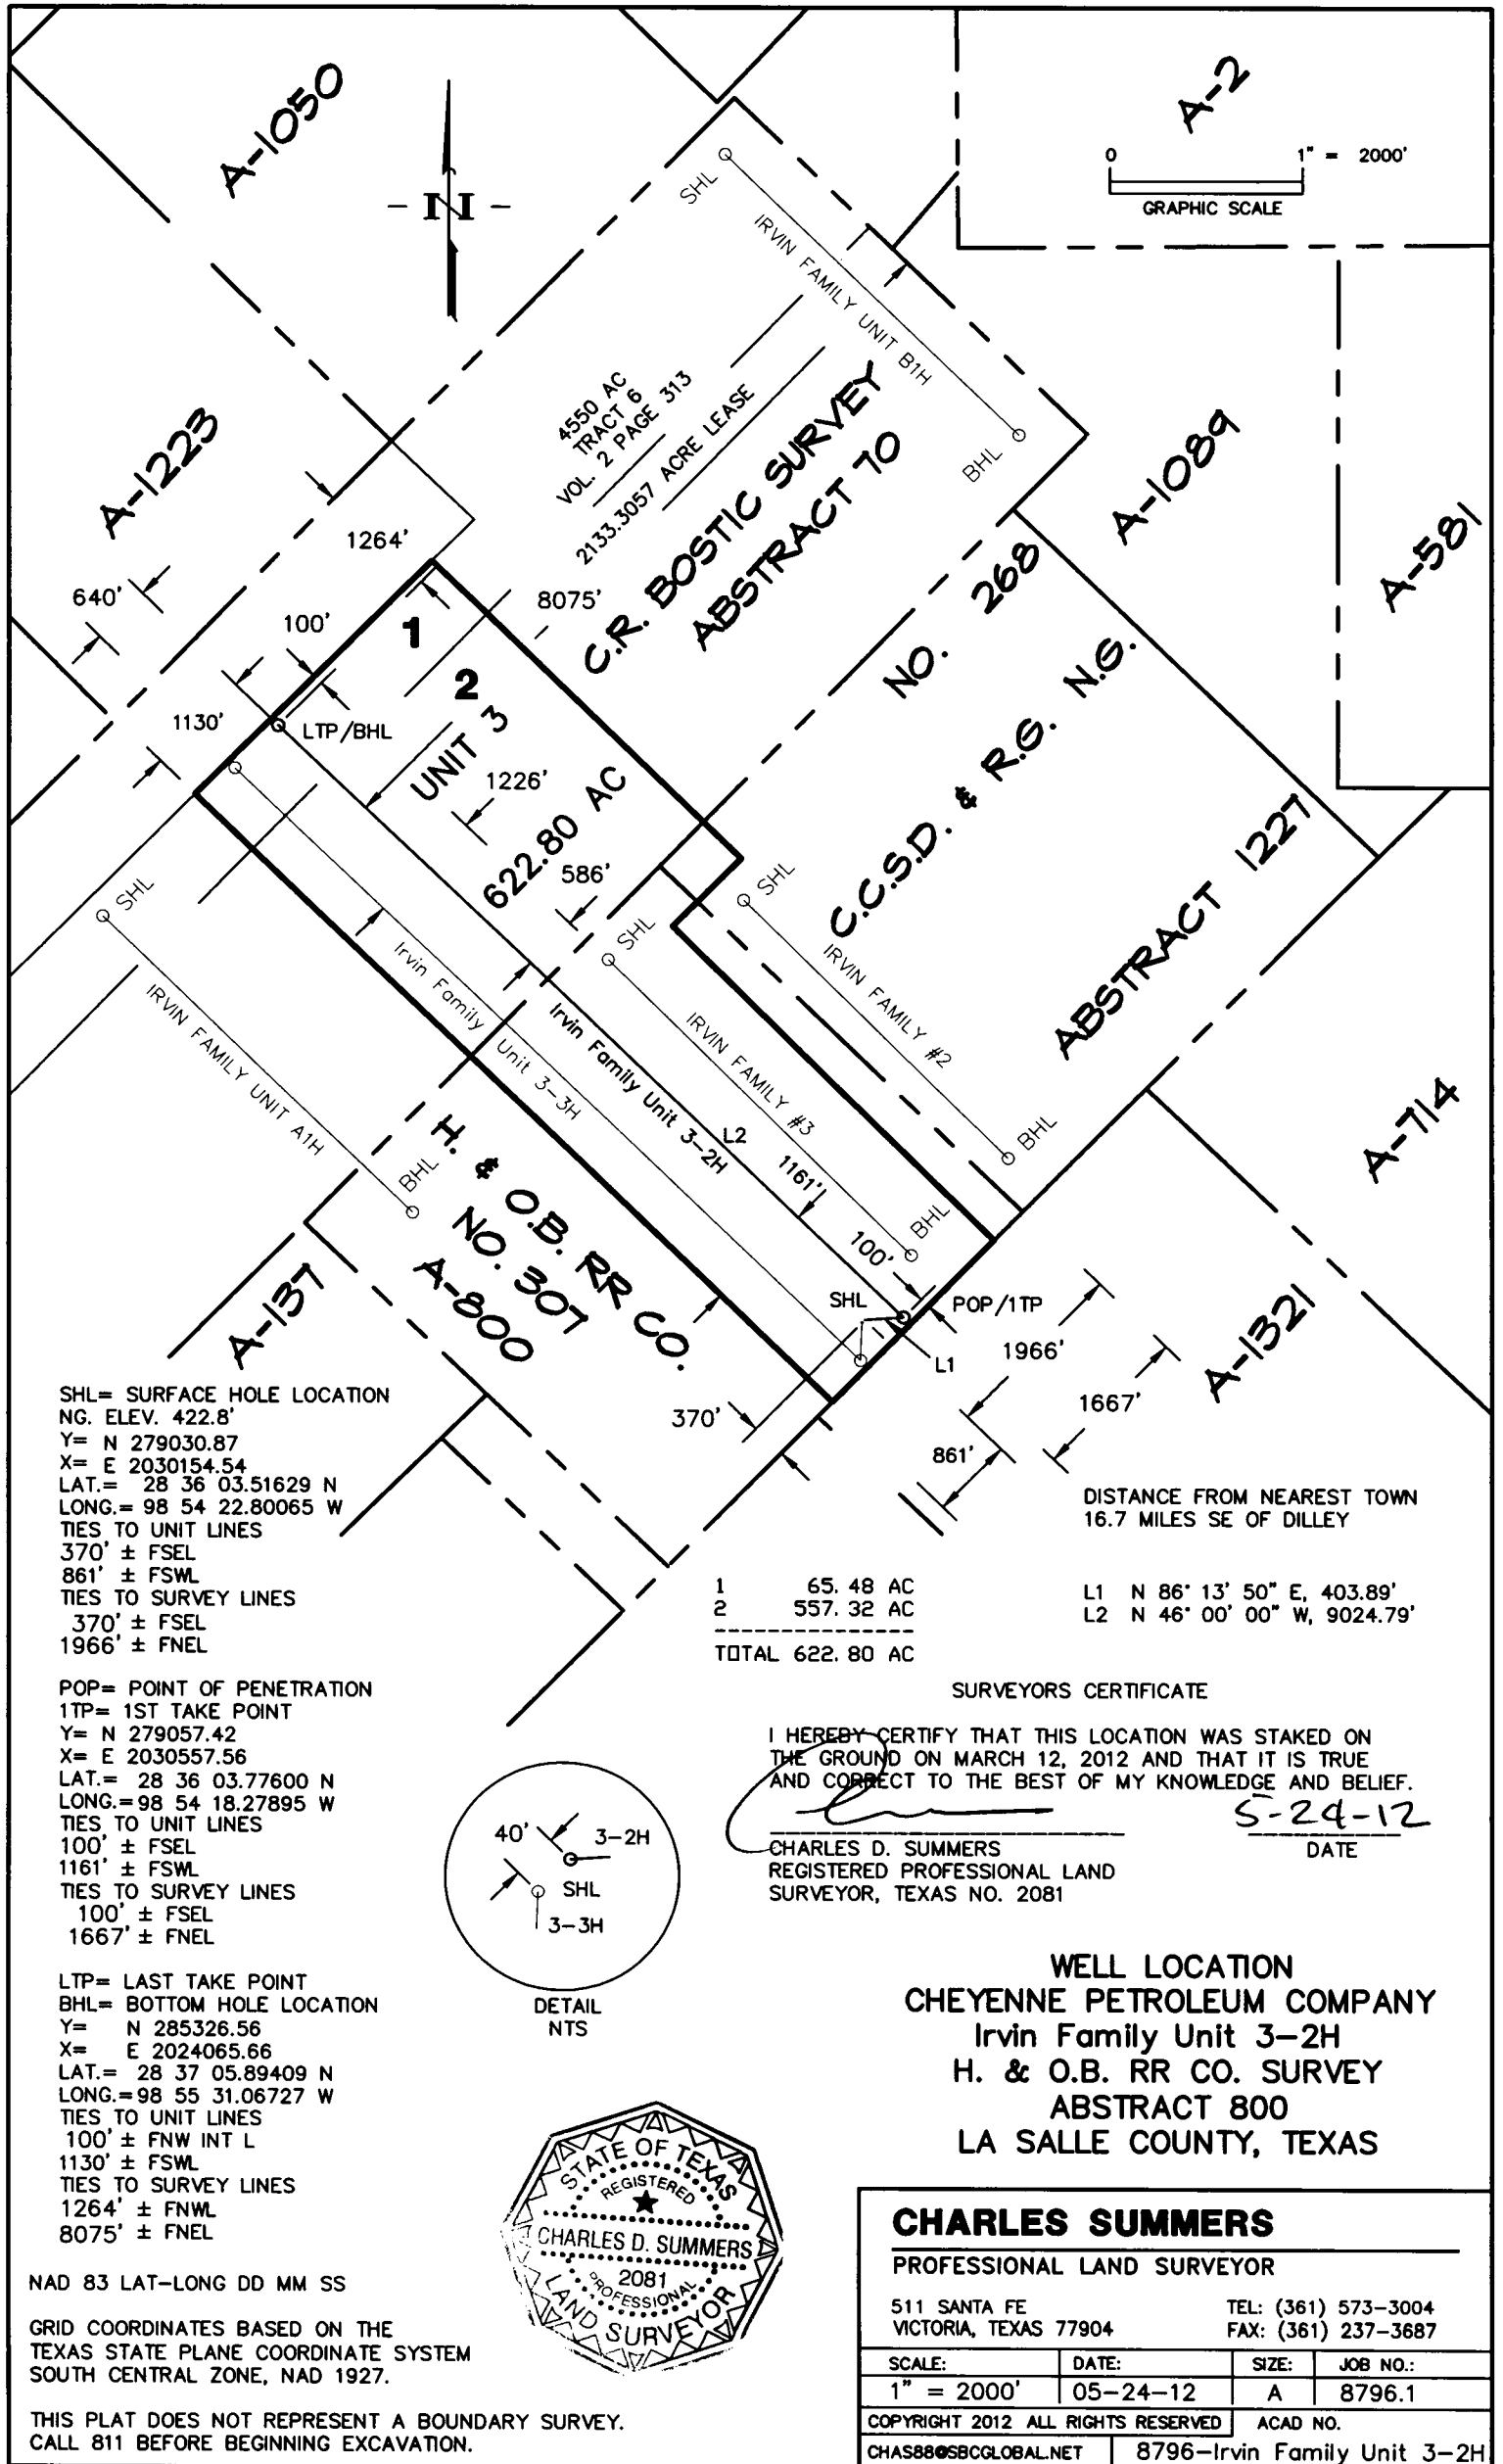 A-1050
A-2
0 1" = 2000'
GRAPHIC SCALE
N
SHL
IRVIN FAMILY UNIT B1H
BHL
4550 AC
TRACT 6
VOL. 2 PAGE 313
2133.3057 ACRE LEASE
C.R. BOSTIC SURVEY
ABSTRACT 70
A-1223
A-1089
A-581
1264'
640'
100'
8075'
1
2
1130'
LTP/BHL
UNIT 3
1226'
622.80 AC
586'
NO. 268
C.C.S.D. & R.G. N.G.
ABSTRACT 1227
SHL
IRVIN FAMILY UNIT A1H
BHL
SHL
IRVIN FAMILY #2
BHL
SHL
IRVIN FAMILY #3
BHL
Irvin Family Unit 3-3H
Irvin Family Unit 3-2H
L2
1161'
100'
A-714
H. & O.B. RR CO.
NO. 307
A-800
A-137
SHL
POP/1TP
L1
1966'
A-1321
1667'
370'
861'
SHL= SURFACE HOLE LOCATION
NG. ELEV. 422.8'
Y= N 279030.87
X= E 2030154.54
LAT.= 28 36 03.51629 N
LONG.= 98 54 22.80065 W
TIES TO UNIT LINES
370' ± FSEL
861' ± FSWL
TIES TO SURVEY LINES
370' ± FSEL
1966' ± FNEL
DISTANCE FROM NEAREST TOWN
16.7 MILES SE OF DILLEY
1 65.48 AC
2 557.32 AC
----------------
TOTAL 622.80 AC
L1 N 86° 13' 50" E, 403.89'
L2 N 46° 00' 00" W, 9024.79'
POP= POINT OF PENETRATION
1TP= 1ST TAKE POINT
Y= N 279057.42
X= E 2030557.56
LAT.= 28 36 03.77600 N
LONG.=98 54 18.27895 W
TIES TO UNIT LINES
100' ± FSEL
1161' ± FSWL
TIES TO SURVEY LINES
100' ± FSEL
1667' ± FNEL
SURVEYORS CERTIFICATE
I HEREBY CERTIFY THAT THIS LOCATION WAS STAKED ON
THE GROUND ON MARCH 12, 2012 AND THAT IT IS TRUE
AND CORRECT TO THE BEST OF MY KNOWLEDGE AND BELIEF.
5-24-12
DATE
CHARLES D. SUMMERS
REGISTERED PROFESSIONAL LAND
SURVEYOR, TEXAS NO. 2081
40'
3-2H
SHL
3-3H
DETAIL
NTS
LTP= LAST TAKE POINT
BHL= BOTTOM HOLE LOCATION
Y= N 285326.56
X= E 2024065.66
LAT.= 28 37 05.89409 N
LONG.=98 55 31.06727 W
TIES TO UNIT LINES
100' ± FNW INT L
1130' ± FSWL
TIES TO SURVEY LINES
1264' ± FNWL
8075' ± FNEL
WELL LOCATION
CHEYENNE PETROLEUM COMPANY
Irvin Family Unit 3-2H
H. & O.B. RR CO. SURVEY
ABSTRACT 800
LA SALLE COUNTY, TEXAS
STATE OF TEXAS
REGISTERED
CHARLES D. SUMMERS
2081
PROFESSIONAL
LAND SURVEYOR
NAD 83 LAT-LONG DD MM SS
GRID COORDINATES BASED ON THE
TEXAS STATE PLANE COORDINATE SYSTEM
SOUTH CENTRAL ZONE, NAD 1927.
THIS PLAT DOES NOT REPRESENT A BOUNDARY SURVEY.
CALL 811 BEFORE BEGINNING EXCAVATION.
CHARLES SUMMERS
PROFESSIONAL LAND SURVEYOR
511 SANTA FE TEL: (361) 573-3004
VICTORIA, TEXAS 77904 FAX: (361) 237-3687
SCALE: DATE: SIZE: JOB NO.:
1" = 2000' 05-24-12 A 8796.1
COPYRIGHT 2012 ALL RIGHTS RESERVED ACAD NO.
CHAS88@SBCGLOBAL.NET 8796-Irvin Family Unit 3-2H